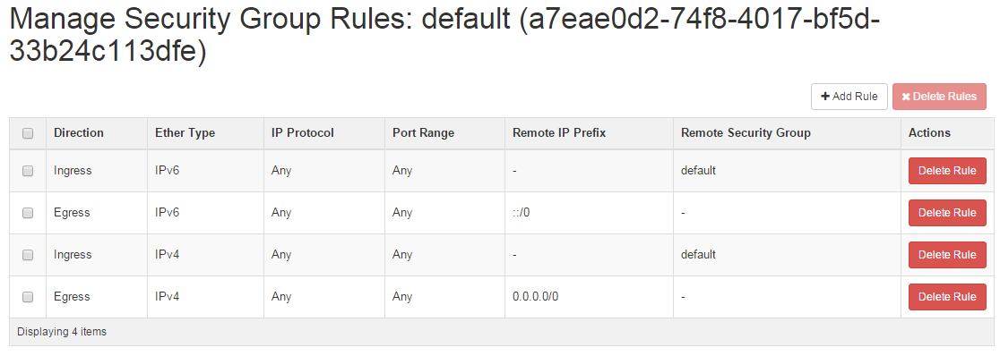 Manage Security Group Rules: default (a7eae0d2-74f8-4017-bf5d-
33b24c113dfe)
+ Add Rule ✖ Delete Rules
Direction Ether Type IP Protocol Port Range Remote IP Prefix Remote Security Group Actions
Ingress IPv6 Any Any - default Delete Rule
Egress IPv6 Any Any ::/0 - Delete Rule
Ingress IPv4 Any Any - default Delete Rule
Egress IPv4 Any Any 0.0.0.0/0 - Delete Rule
Displaying 4 items